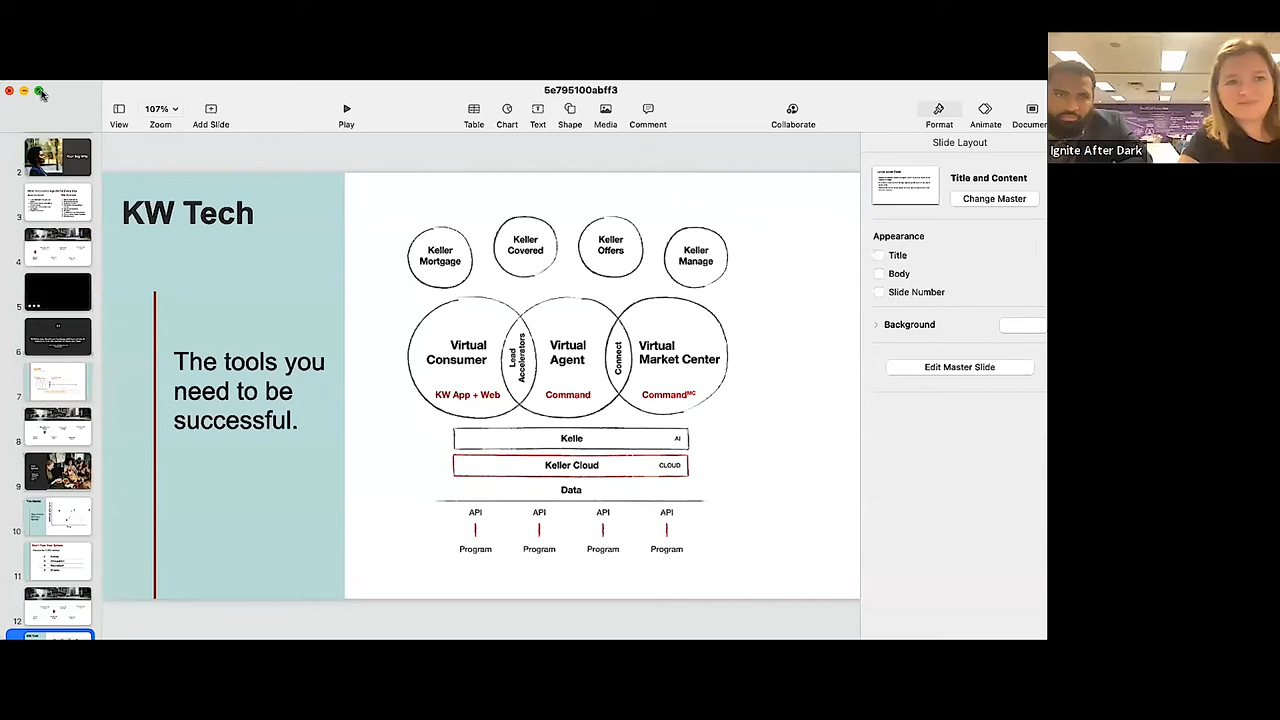 5e795100abff3
107%
View
Zoom
Add Slide
Play
Table
Chart
Text
Shape
Media
Comment
Collaborate
Format
Animate
Documen
Ignite After Dark
Slide Layout
Title and Content
Change Master
Appearance
Title
Body
Slide Number
Background
Edit Master Slide
2
3
4
5
6
7
8
9
10
11
12
KW Tech
The tools you
need to be
successful.
Keller
Mortgage
Keller
Covered
Keller
Offers
Keller
Manage
Virtual
Consumer
KW App + Web
Lead
Accelerators
Virtual
Agent
Command
Connect
Virtual
Market Center
CommandMC
Kelle
AI
Keller Cloud
CLOUD
Data
API
API
API
API
Program
Program
Program
Program